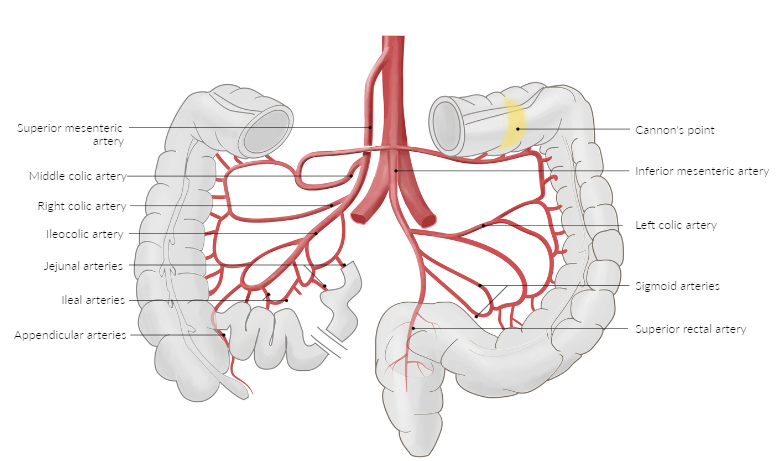 Superior mesenteric
artery
Middle colic artery
Right colic artery
Ileocolic artery
Jejunal arteries
Ileal arteries
Appendicular arteries
Cannon's point
Inferior mesenteric artery
Left colic artery
Sigmoid arteries
Superior rectal artery